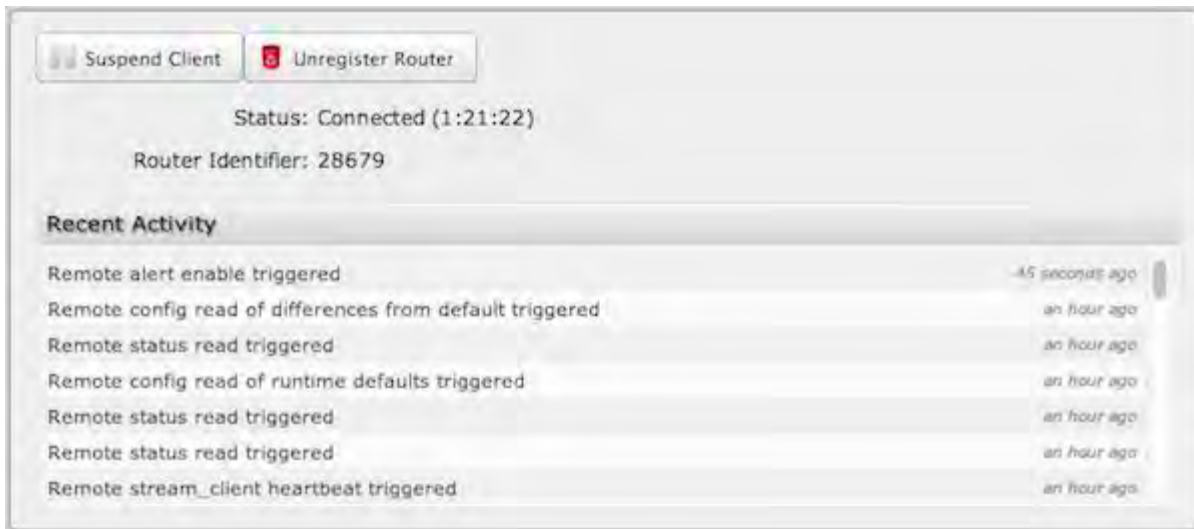 Suspend Client Unregister Router
Status: Connected (1:21:22)
Router Identifier: 28679
Recent Activity
Remote alert enable triggered 45 seconds ago
Remote config read of differences from default triggered an hour ago
Remote status read triggered an hour ago
Remote config read of runtime defaults triggered an hour ago
Remote status read triggered an hour ago
Remote status read triggered an hour ago
Remote stream_client heartbeat triggered an hour ago